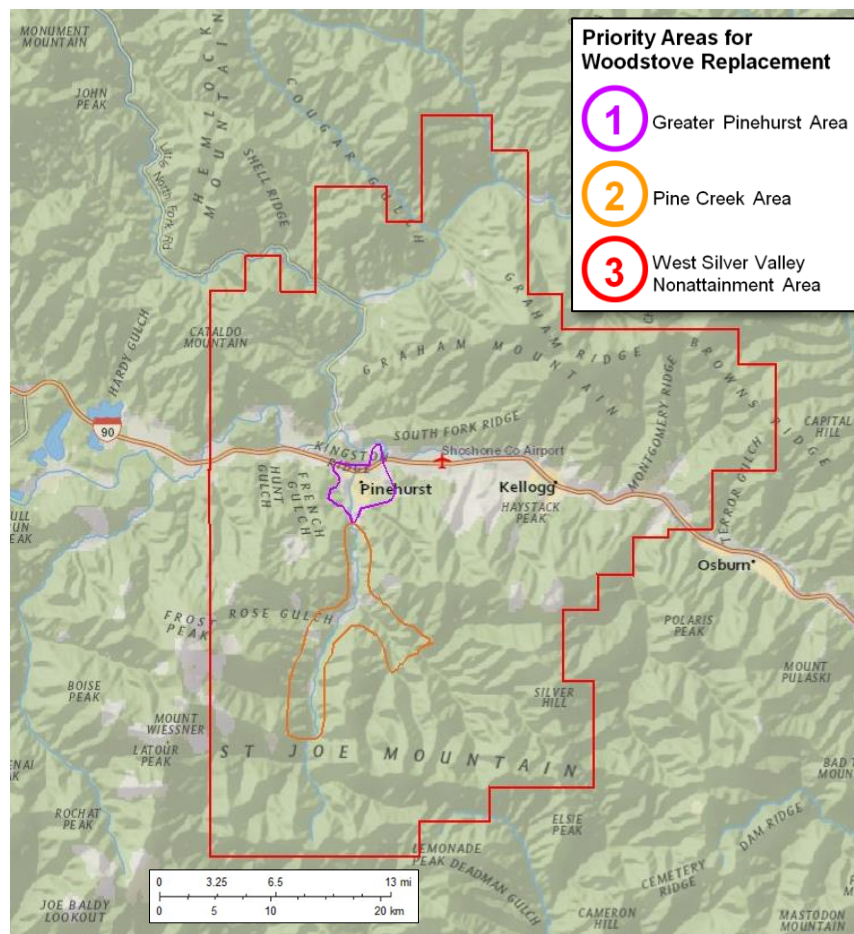 MONUMENT
MOUNTAIN
JOHN
PEAK
Little North Fork Rd
HEMLOCK
MOUNTAIN
SHELL RIDGE
COUGAR GULCH
Priority Areas for
Woodstove Replacement
1 Greater Pinehurst Area
2 Pine Creek Area
3 West Silver Valley
Nonattainment Area
HARDY GULCH
CATALDO
MOUNTAIN
GRAHAM RIDGE
GRAHAM MOUNTAIN
BROWNS RIDGE
MONTGOMERY RIDGE
CAPITAL
HILL
90
SOUTH FORK RIDGE
KINGSTON
RIDGE
Shoshone Co Airport
TERROR GULCH
FRENCH
GULCH
HUNT
GULCH
Pinehurst
Kellogg
HAYSTACK
PEAK
PEAK
Osburn
FROST
PEAK
ROSE GULCH
POLARIS
PEAK
MOUNT
PULASKI
BOISE
PEAK
SILVER
HILL
MOUNT
WIESSNER
LATOUR
PEAK
ST JOE MOUNTAIN
ROCHAT
PEAK
ELSIE
PEAK
DAM RIDGE
LEMONADE
PEAK
DEADMAN GULCH
CEMETERY
RIDGE
JOE BALDY
LOOKOUT
CAMERON
HILL
MASTODON
MOUNTAIN
0 3.25 6.5 13 mi
0 5 10 20 km